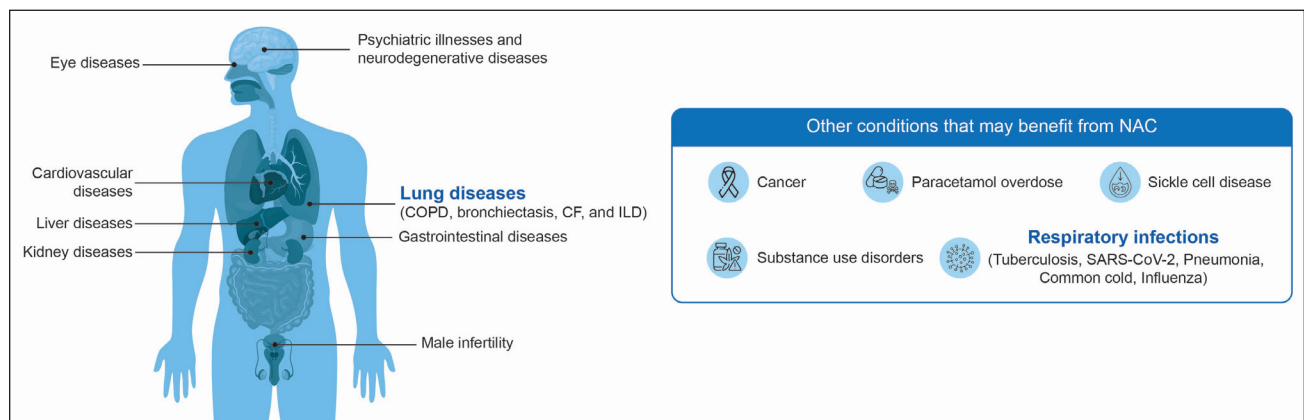 Psychiatric illnesses and
neurodegenerative diseases
Eye diseases
Cardiovascular
diseases
Lung diseases
(COPD, bronchiectasis, CF, and ILD)
Liver diseases
Gastrointestinal diseases
Kidney diseases
Male infertility
Other conditions that may benefit from NAC
Cancer
Paracetamol overdose
Sickle cell disease
Substance use disorders
Respiratory infections
(Tuberculosis, SARS-CoV-2, Pneumonia,
Common cold, Influenza)